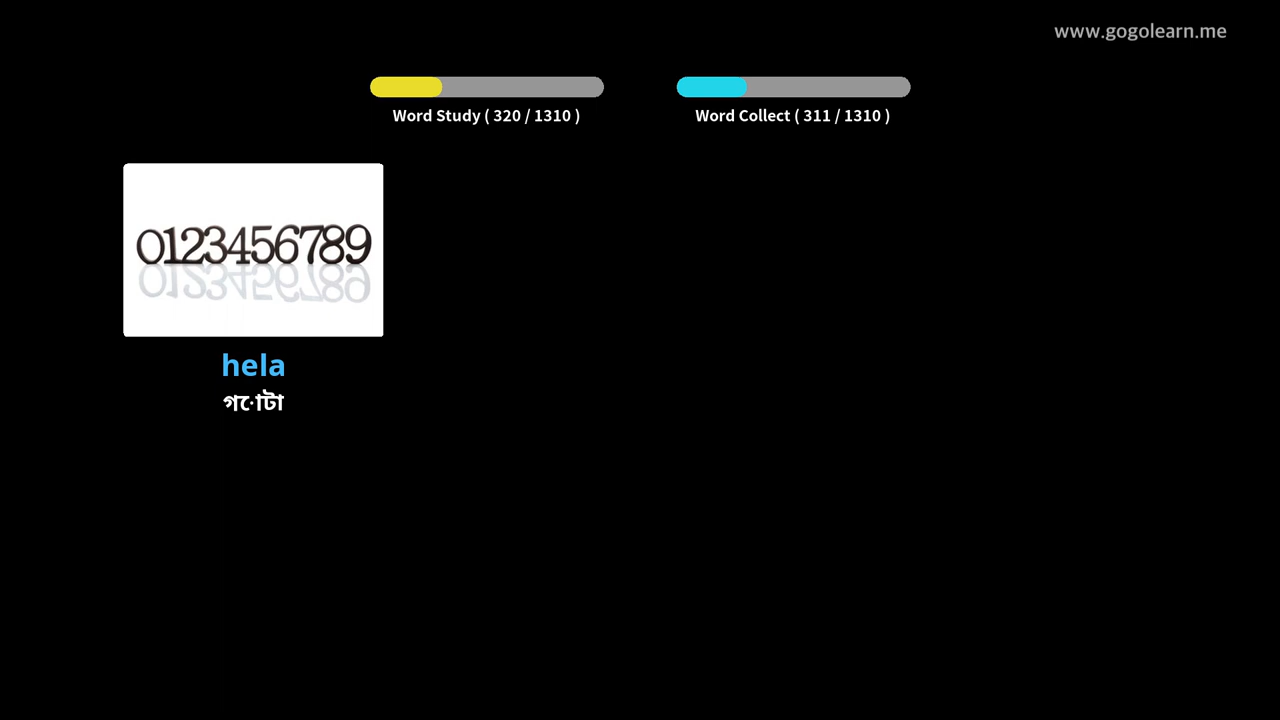 www.gogolearn.me
Word Study ( 320 / 1310 )
Word Collect ( 311 / 1310 )
0123456789
hela
গোটা